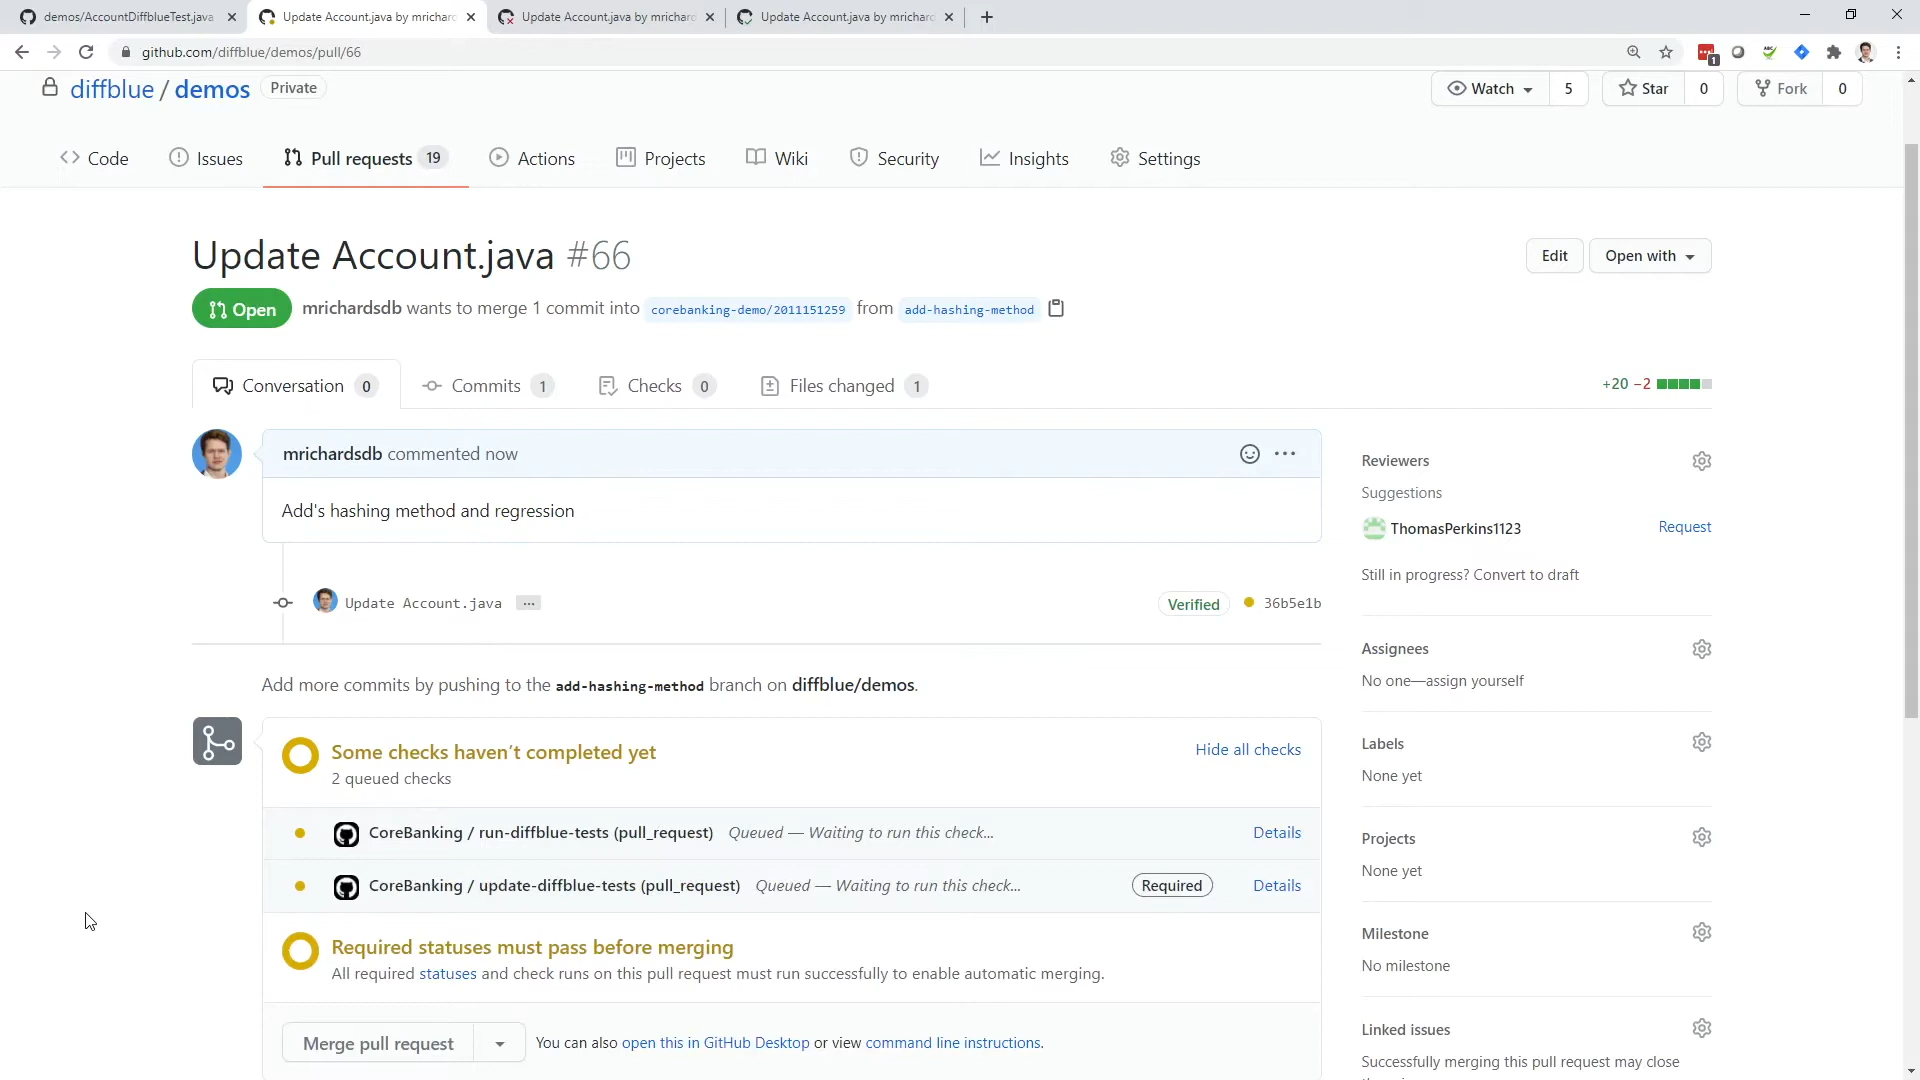 demos/AccountDiffblueTest.java
Update Account.java by mrichard
Update Account.java by mrichard
Update Account.java by mrichard
github.com/diffblue/demos/pull/66
1
diffblue / demos Private
Watch 5
Star 0
Fork 0
Code
Issues
Pull requests 19
Actions
Projects
Wiki
Security
Insights
Settings
Update Account.java #66
Edit
Open with
Open
mrichardsdb wants to merge 1 commit into corebanking-demo/2011151259 from add-hashing-method
Conversation 0
Commits 1
Checks 0
Files changed 1
+20 −2
mrichardsdb commented now
Add's hashing method and regression
Update Account.java ...
Verified
36b5e1b
Add more commits by pushing to the add-hashing-method branch on diffblue/demos.
Some checks haven't completed yet
2 queued checks
Hide all checks
CoreBanking / run-diffblue-tests (pull_request) Queued — Waiting to run this check...
Details
CoreBanking / update-diffblue-tests (pull_request) Queued — Waiting to run this check...
Required
Details
Required statuses must pass before merging
All required statuses and check runs on this pull request must run successfully to enable automatic merging.
Merge pull request
You can also open this in GitHub Desktop or view command line instructions.
Reviewers
Suggestions
ThomasPerkins1123
Request
Still in progress? Convert to draft
Assignees
No one—assign yourself
Labels
None yet
Projects
None yet
Milestone
No milestone
Linked issues
Successfully merging this pull request may close